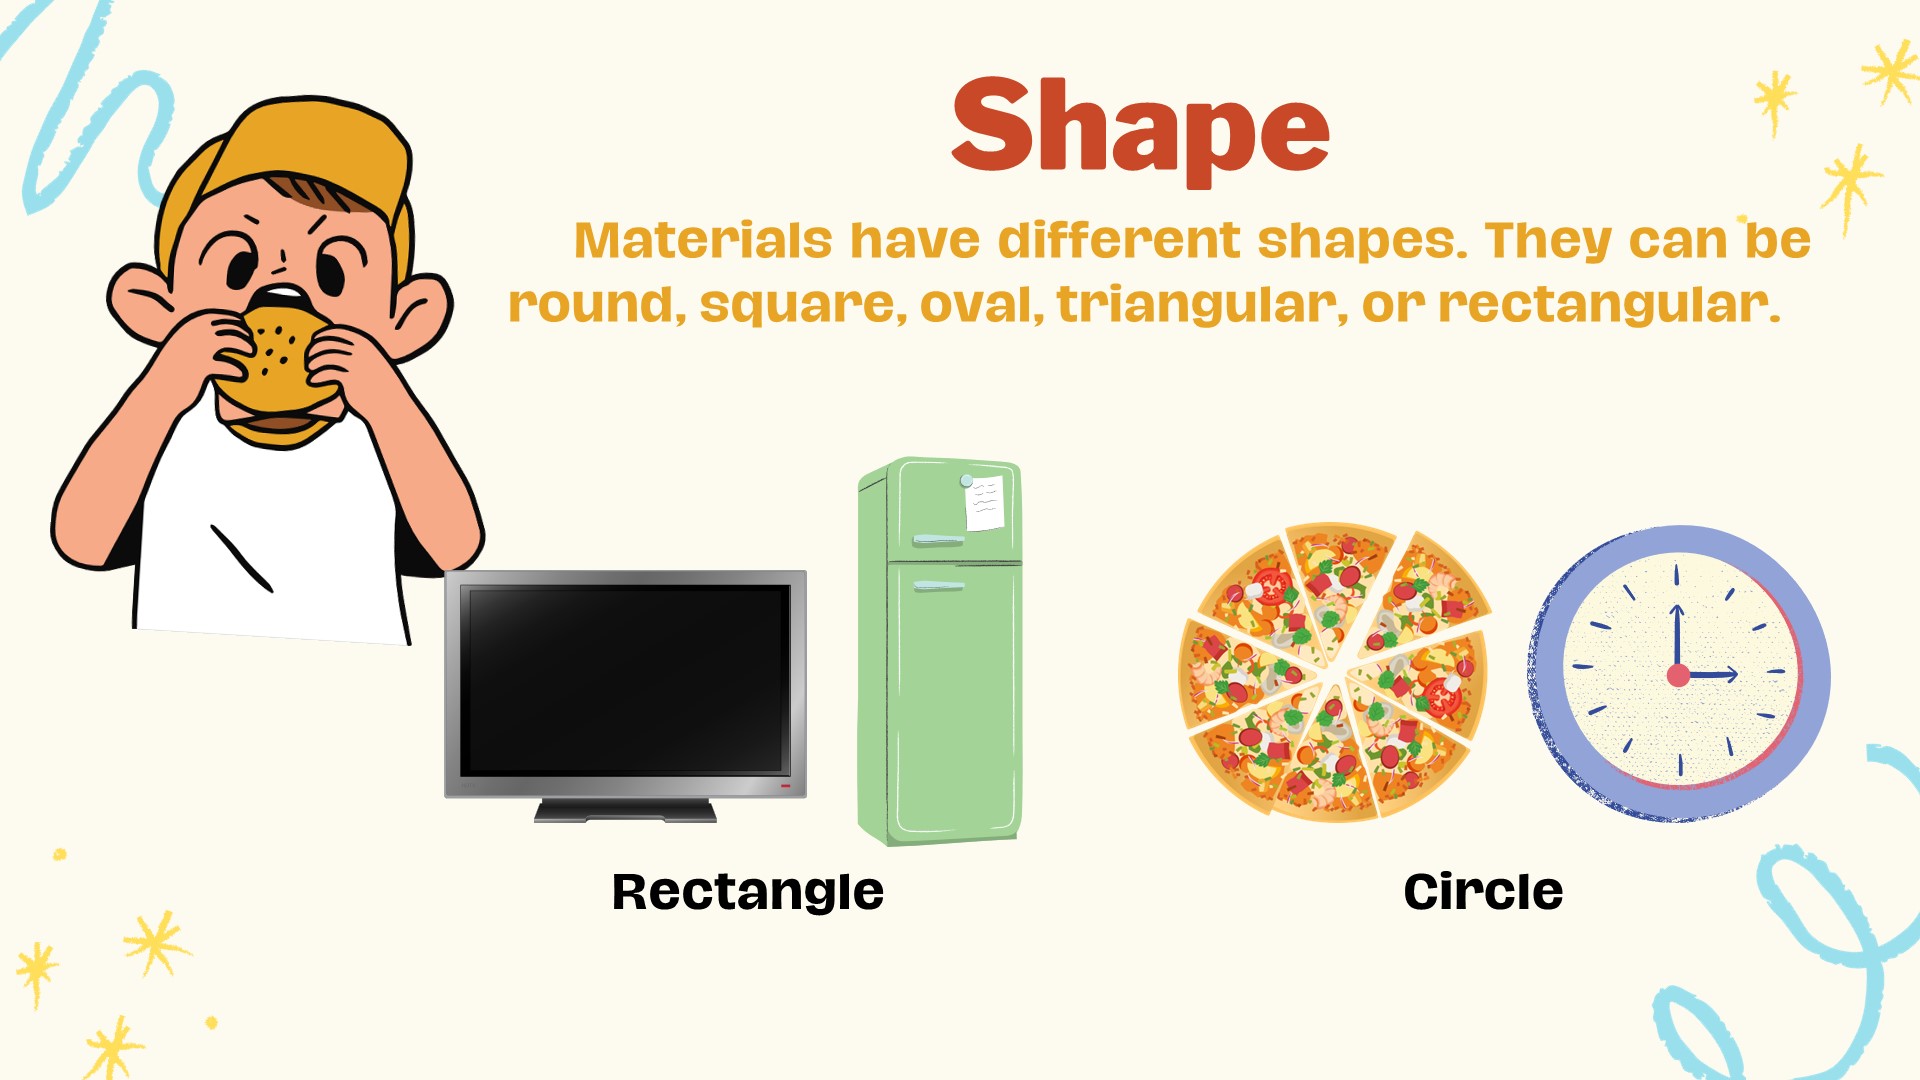 Shape
Materials have different shapes. They can be
round, square, oval, triangular, or rectangular.
Rectangle
Circle